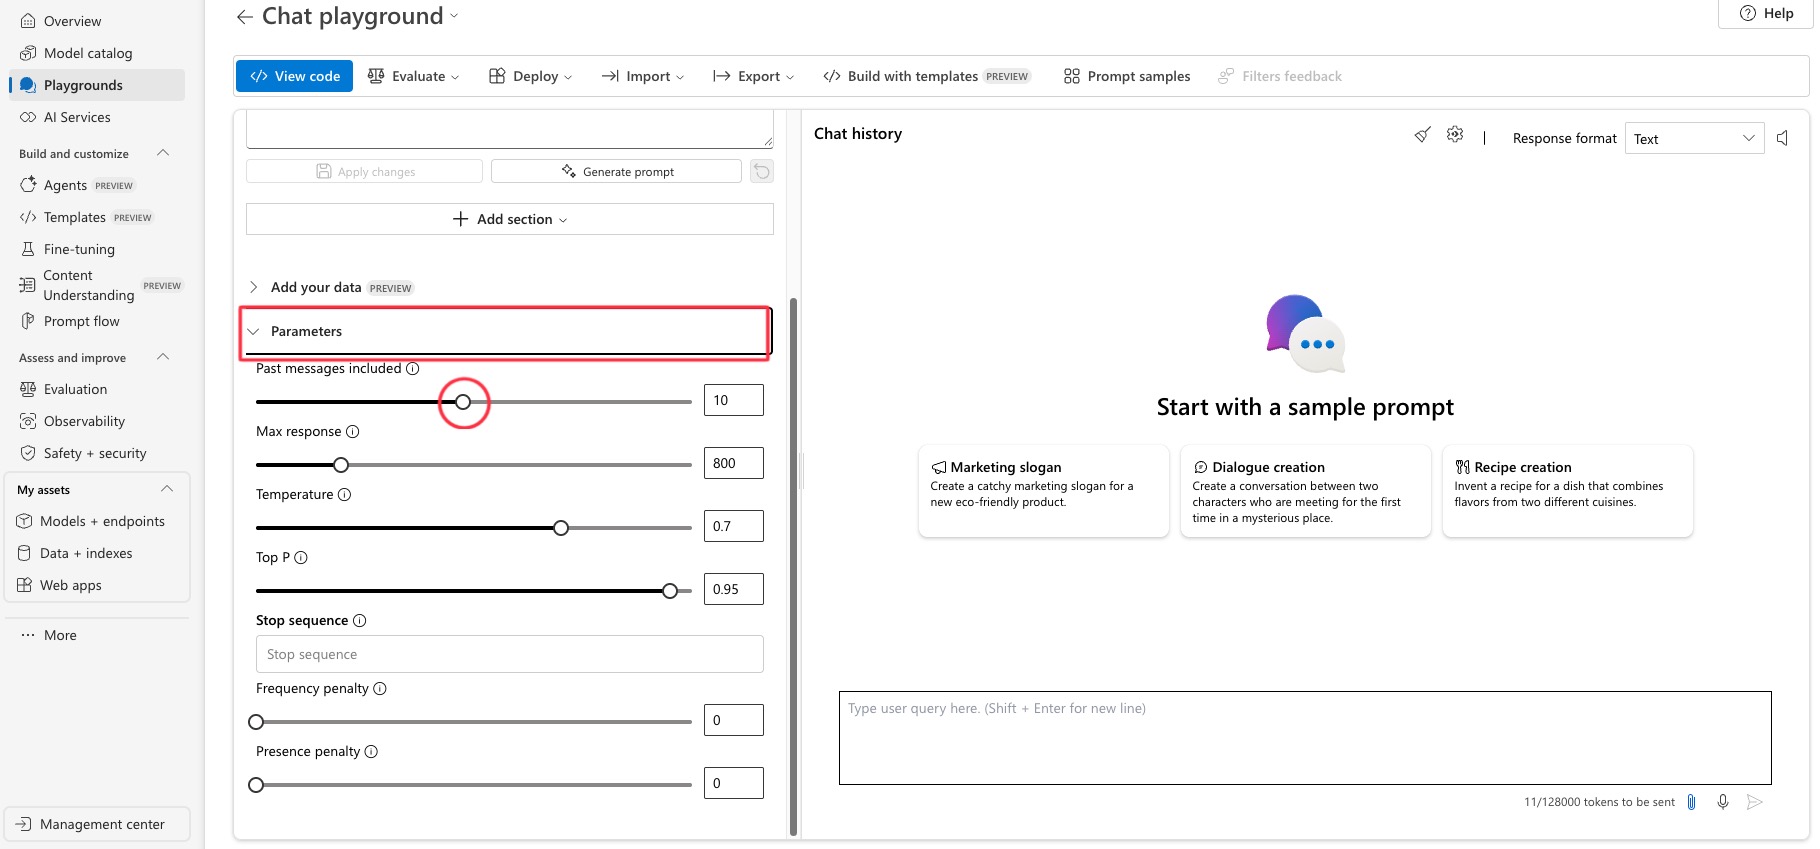 Overview
Model catalog
Playgrounds
AI Services
Build and customize
Agents PREVIEW
Templates PREVIEW
Fine-tuning
Content
Understanding PREVIEW
Prompt flow
Assess and improve
Evaluation
Observability
Safety + security
My assets
Models + endpoints
Data + indexes
Web apps
More
Management center
Chat playground
Help
View code
Evaluate
Deploy
Import
Export
Build with templates PREVIEW
Prompt samples
Filters feedback
Apply changes
Generate prompt
Add section
Add your data PREVIEW
Parameters
Past messages included
10
Max response
800
Temperature
0.7
Top P
0.95
Stop sequence
Stop sequence
Frequency penalty
0
Presence penalty
0
Chat history
Response format
Text
Start with a sample prompt
Marketing slogan
Create a catchy marketing slogan for a
new eco-friendly product.
Dialogue creation
Create a conversation between two
characters who are meeting for the first
time in a mysterious place.
Recipe creation
Invent a recipe for a dish that combines
flavors from two different cuisines.
Type user query here. (Shift + Enter for new line)
11/128000 tokens to be sent